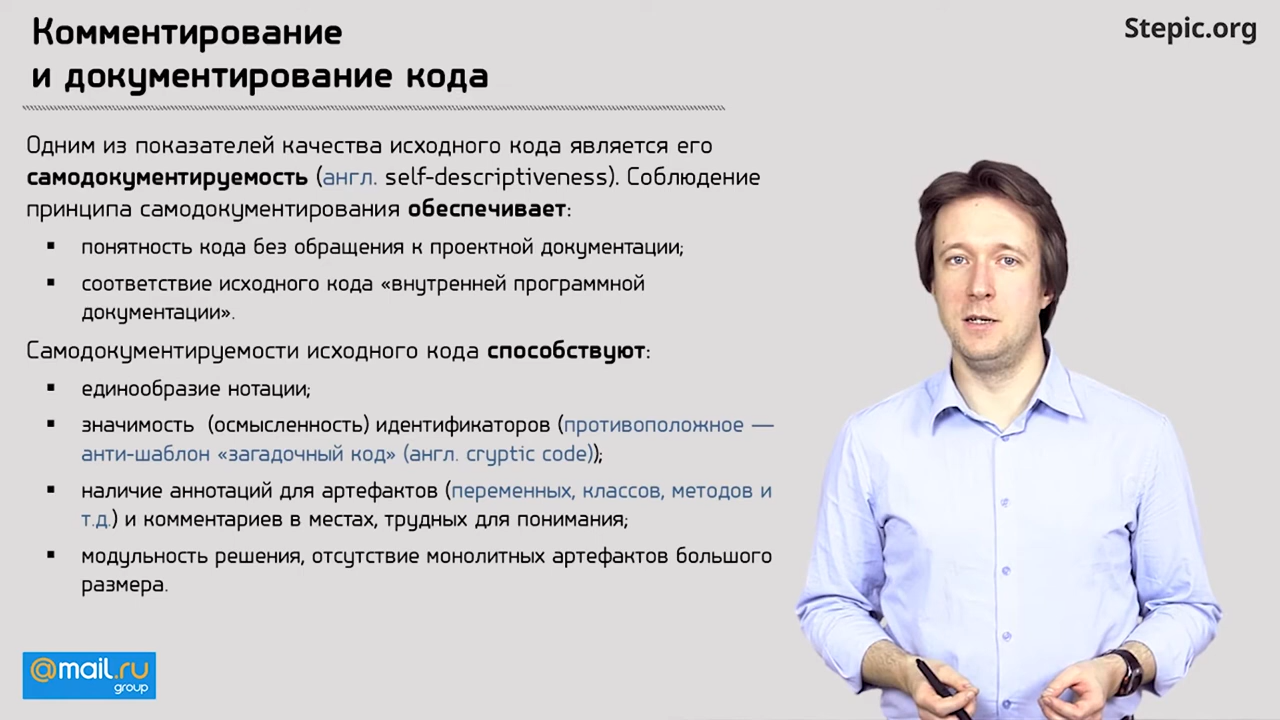 Комментирование
и документирование кода
Stepic.org
Одним из показателей качества исходного кода является его
самодокументируемость (англ. self-descriptiveness). Соблюдение
принципа самодокументирования обеспечивает:
▪ понятность кода без обращения к проектной документации;
▪ соответствие исходного кода «внутренней программной
документации».
Самодокументируемости исходного кода способствуют:
▪ единообразие нотации;
▪ значимость (осмысленность) идентификаторов (противоположное —
анти-шаблон «загадочный код» (англ. cryptic code));
▪ наличие аннотаций для артефактов (переменных, классов, методов и
т.д.) и комментариев в местах, трудных для понимания;
▪ модульность решения, отсутствие монолитных артефактов большого
размера.
@mail.ru
group